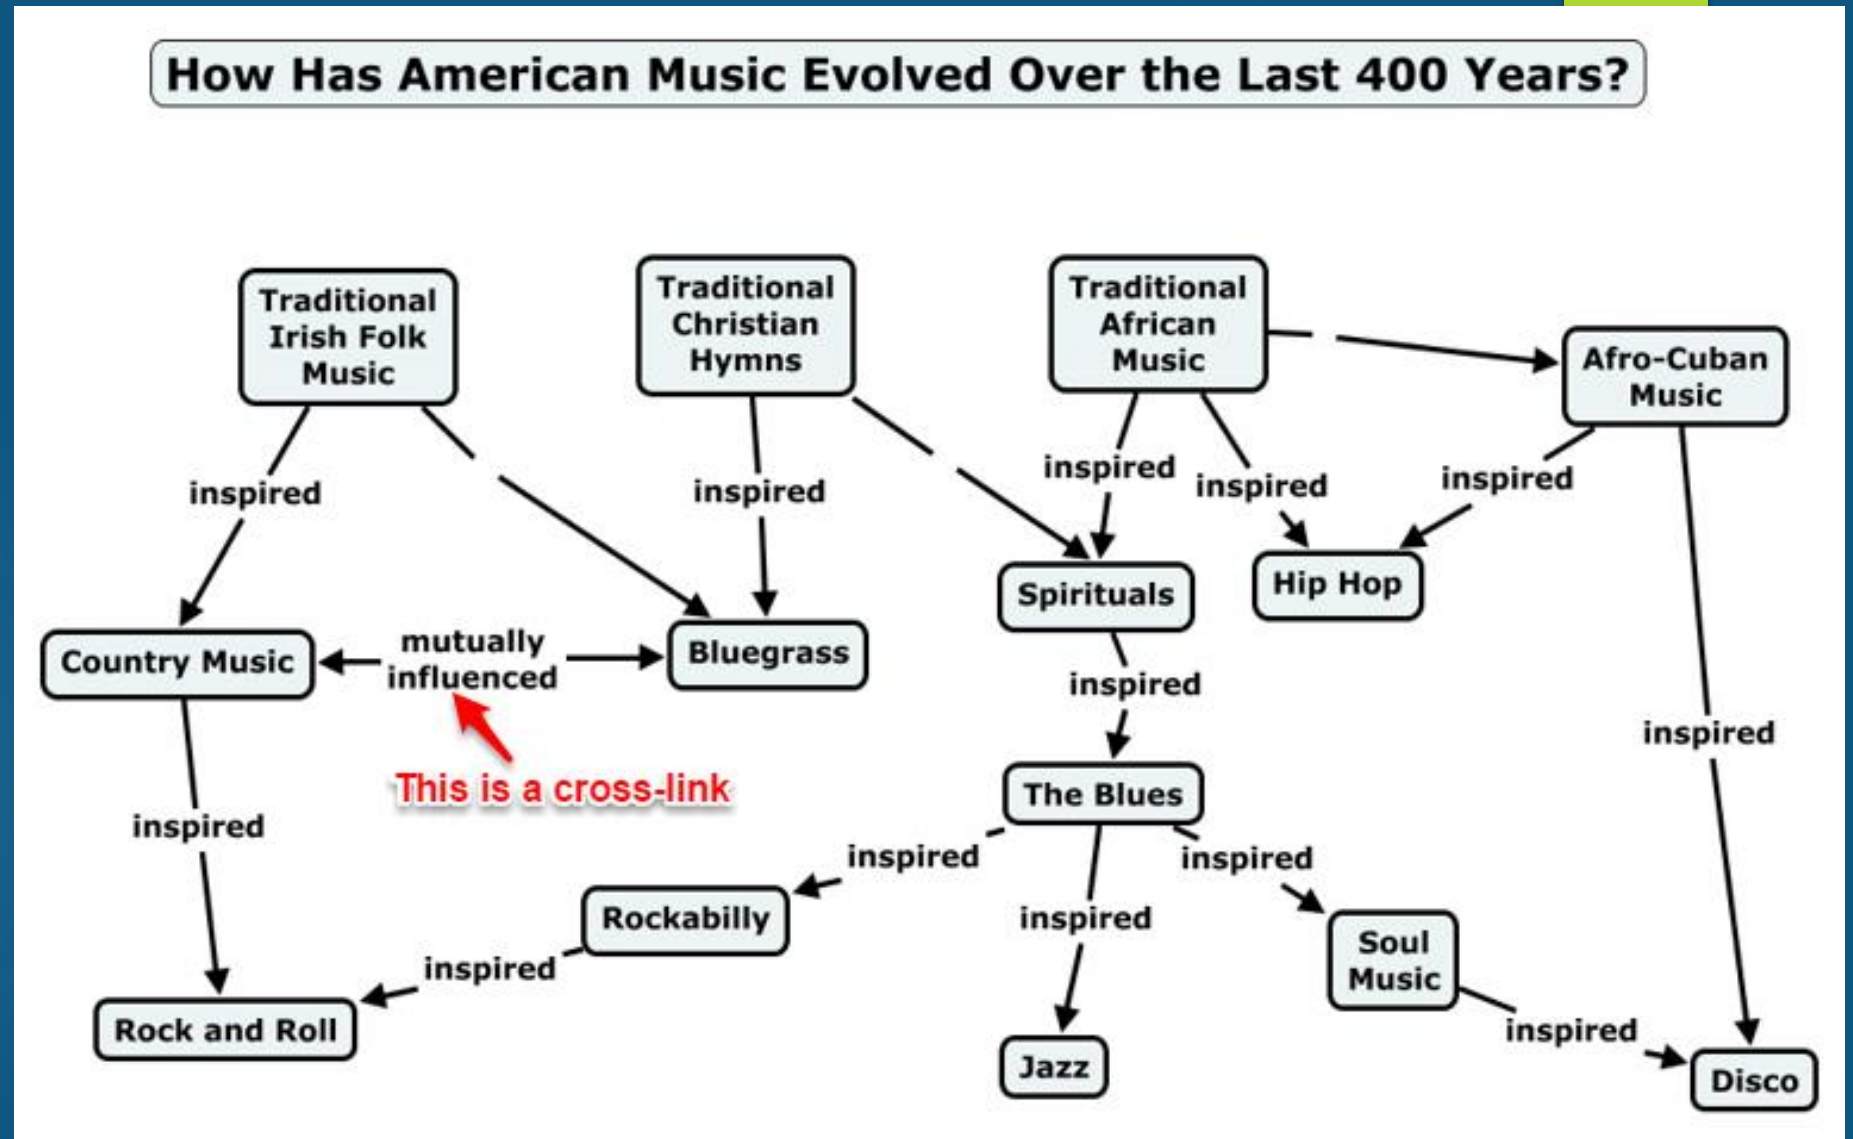 How Has American Music Evolved Over the Last 400 Years?
Traditional
Irish Folk
Music
Traditional
Christian
Hymns
Traditional
African
Music
Afro-Cuban
Music
inspired
inspired
inspired
inspired
inspired
Country Music
mutually
influenced
Bluegrass
Spirituals
Hip Hop
This is a cross-link
inspired
inspired
The Blues
inspired
inspired
inspired
inspired
Rockabilly
inspired
Soul
Music
inspired
Rock and Roll
Jazz
Disco